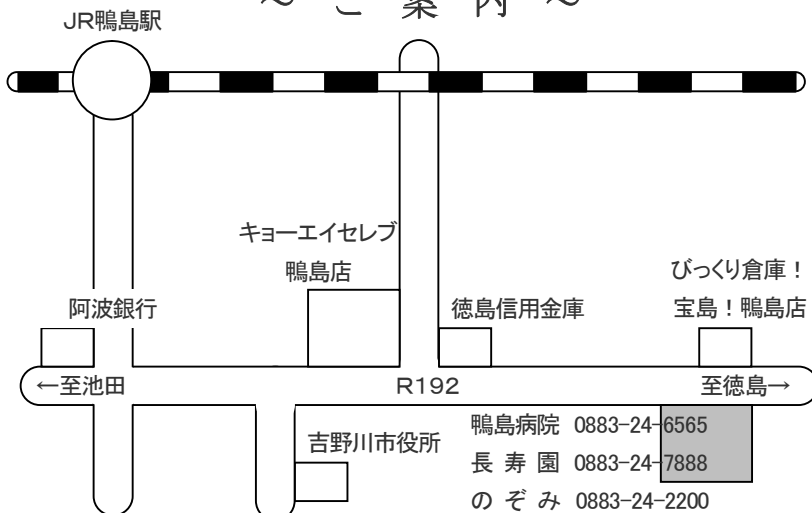 ～ ご 案 内 ～
JR鴨島駅
キョーエイセレブ
鴨島店
びっくり倉庫！
宝島！鴨島店
阿波銀行
徳島信用金庫
←至池田
R192
至徳島→
吉野川市役所
鴨島病院 0883-24-6565
長 寿 園 0883-24-7888
の ぞ み 0883-24-2200